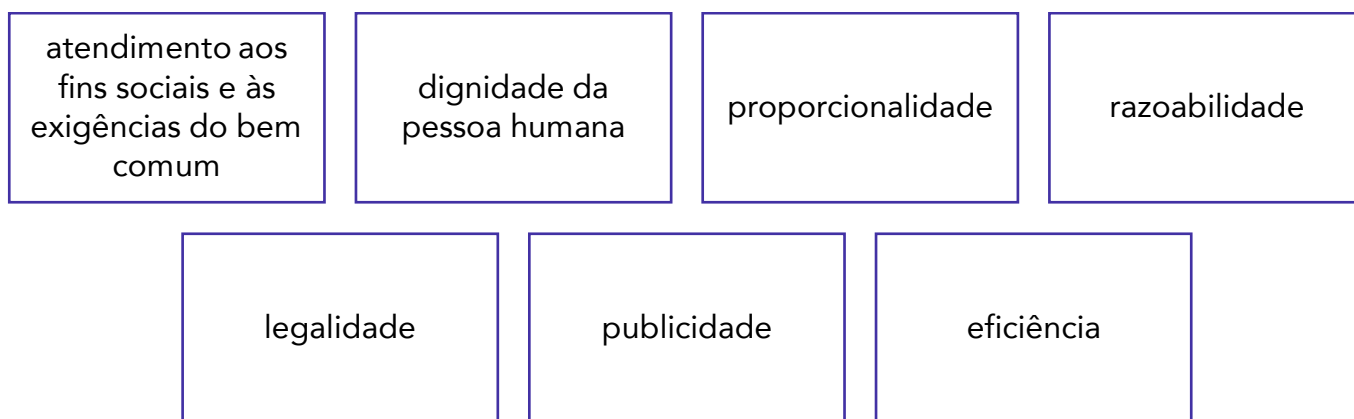 atendimento aos
fins sociais e às
exigências do bem
comum
dignidade da
pessoa humana
proporcionalidade
razoabilidade
legalidade
publicidade
eficiência